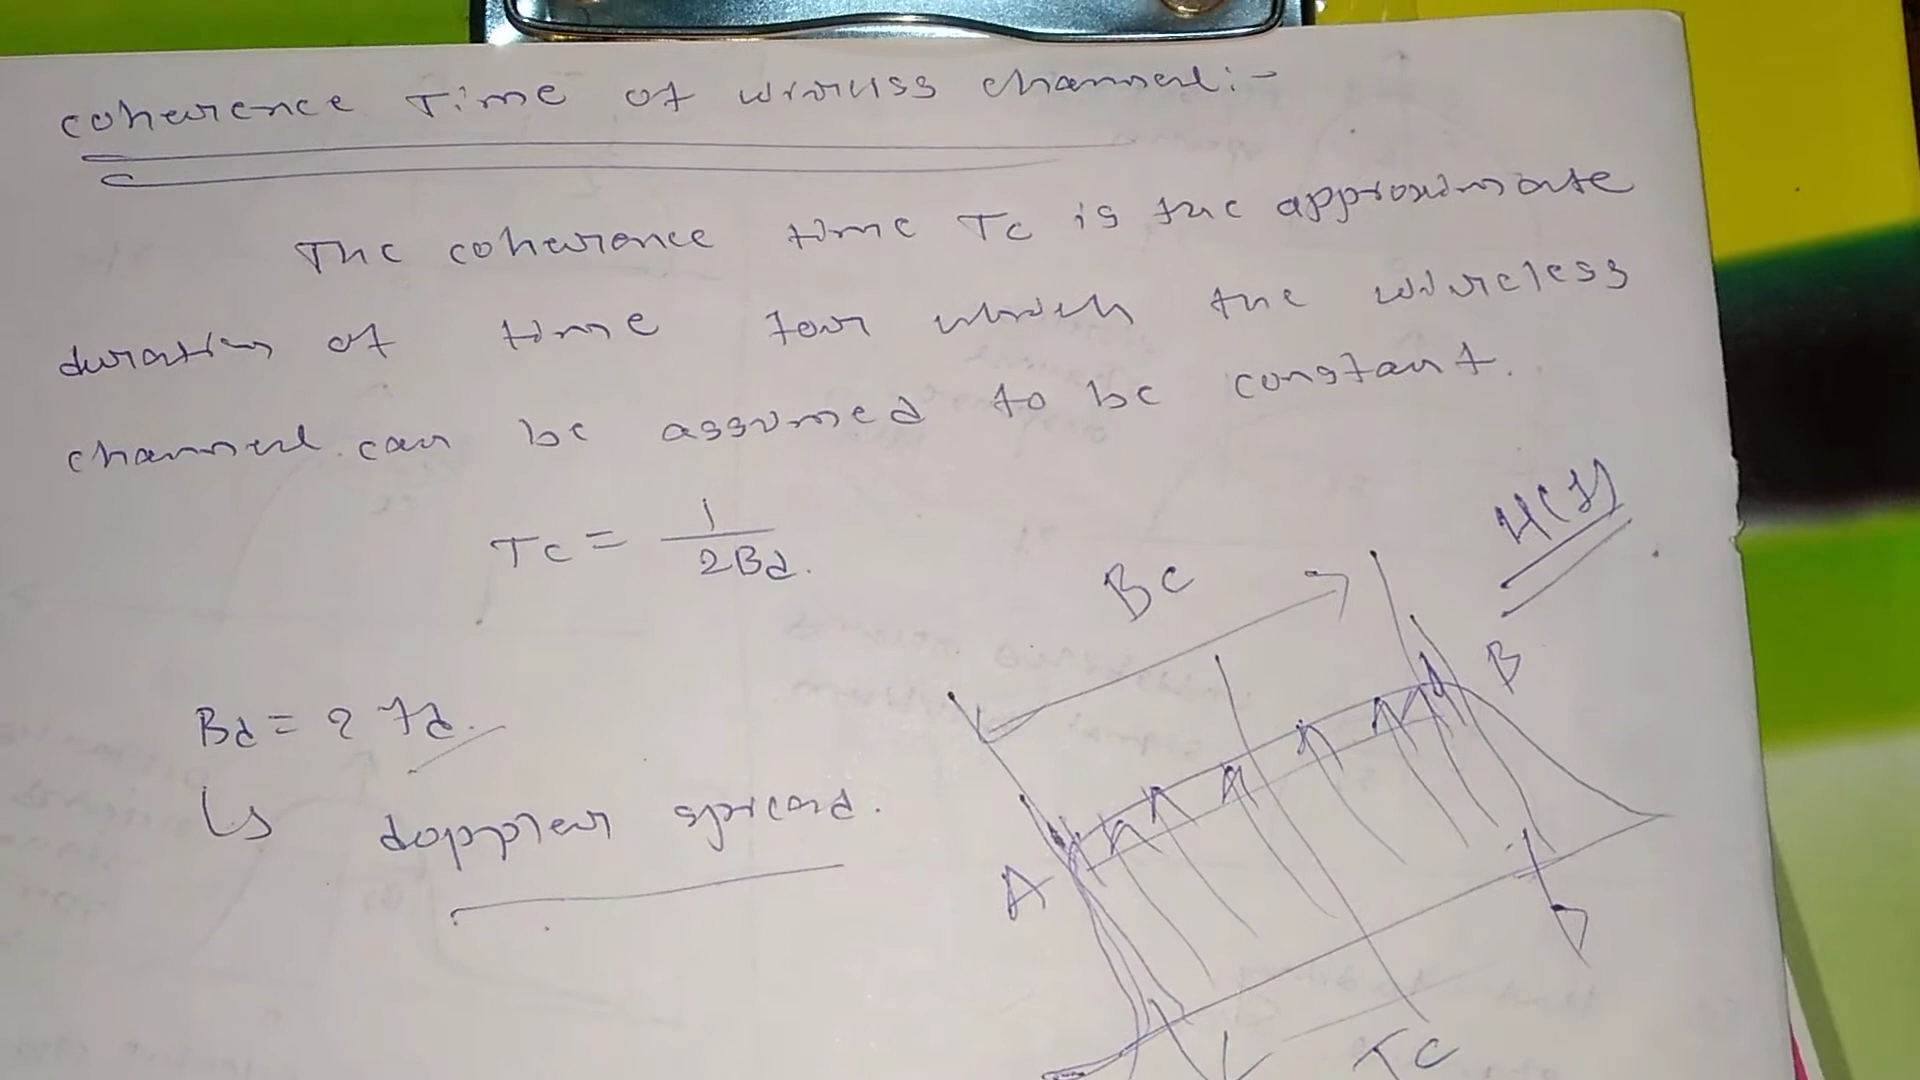 coherence Time of wireless channel:-
The coherance time Tc is the approximate
duration of time for which the wireless
channel can be assumed to be constant.
Tc = 1/2Bd.
Bd = 2 fd.
↳ doppler spread.
H(f)
Bc
B
A
Tc